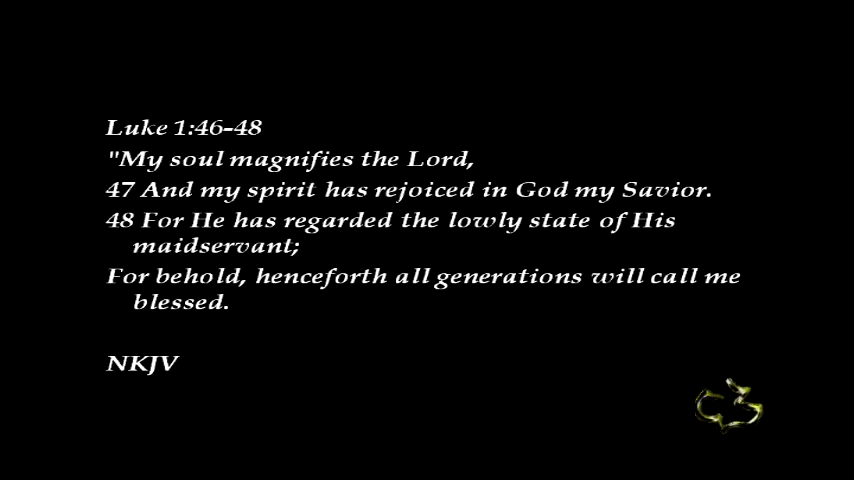 Luke 1:46-48
"My soul magnifies the Lord,
47 And my spirit has rejoiced in God my Savior.
48 For He has regarded the lowly state of His
maidservant;
For behold, henceforth all generations will call me
blessed.
NKJV